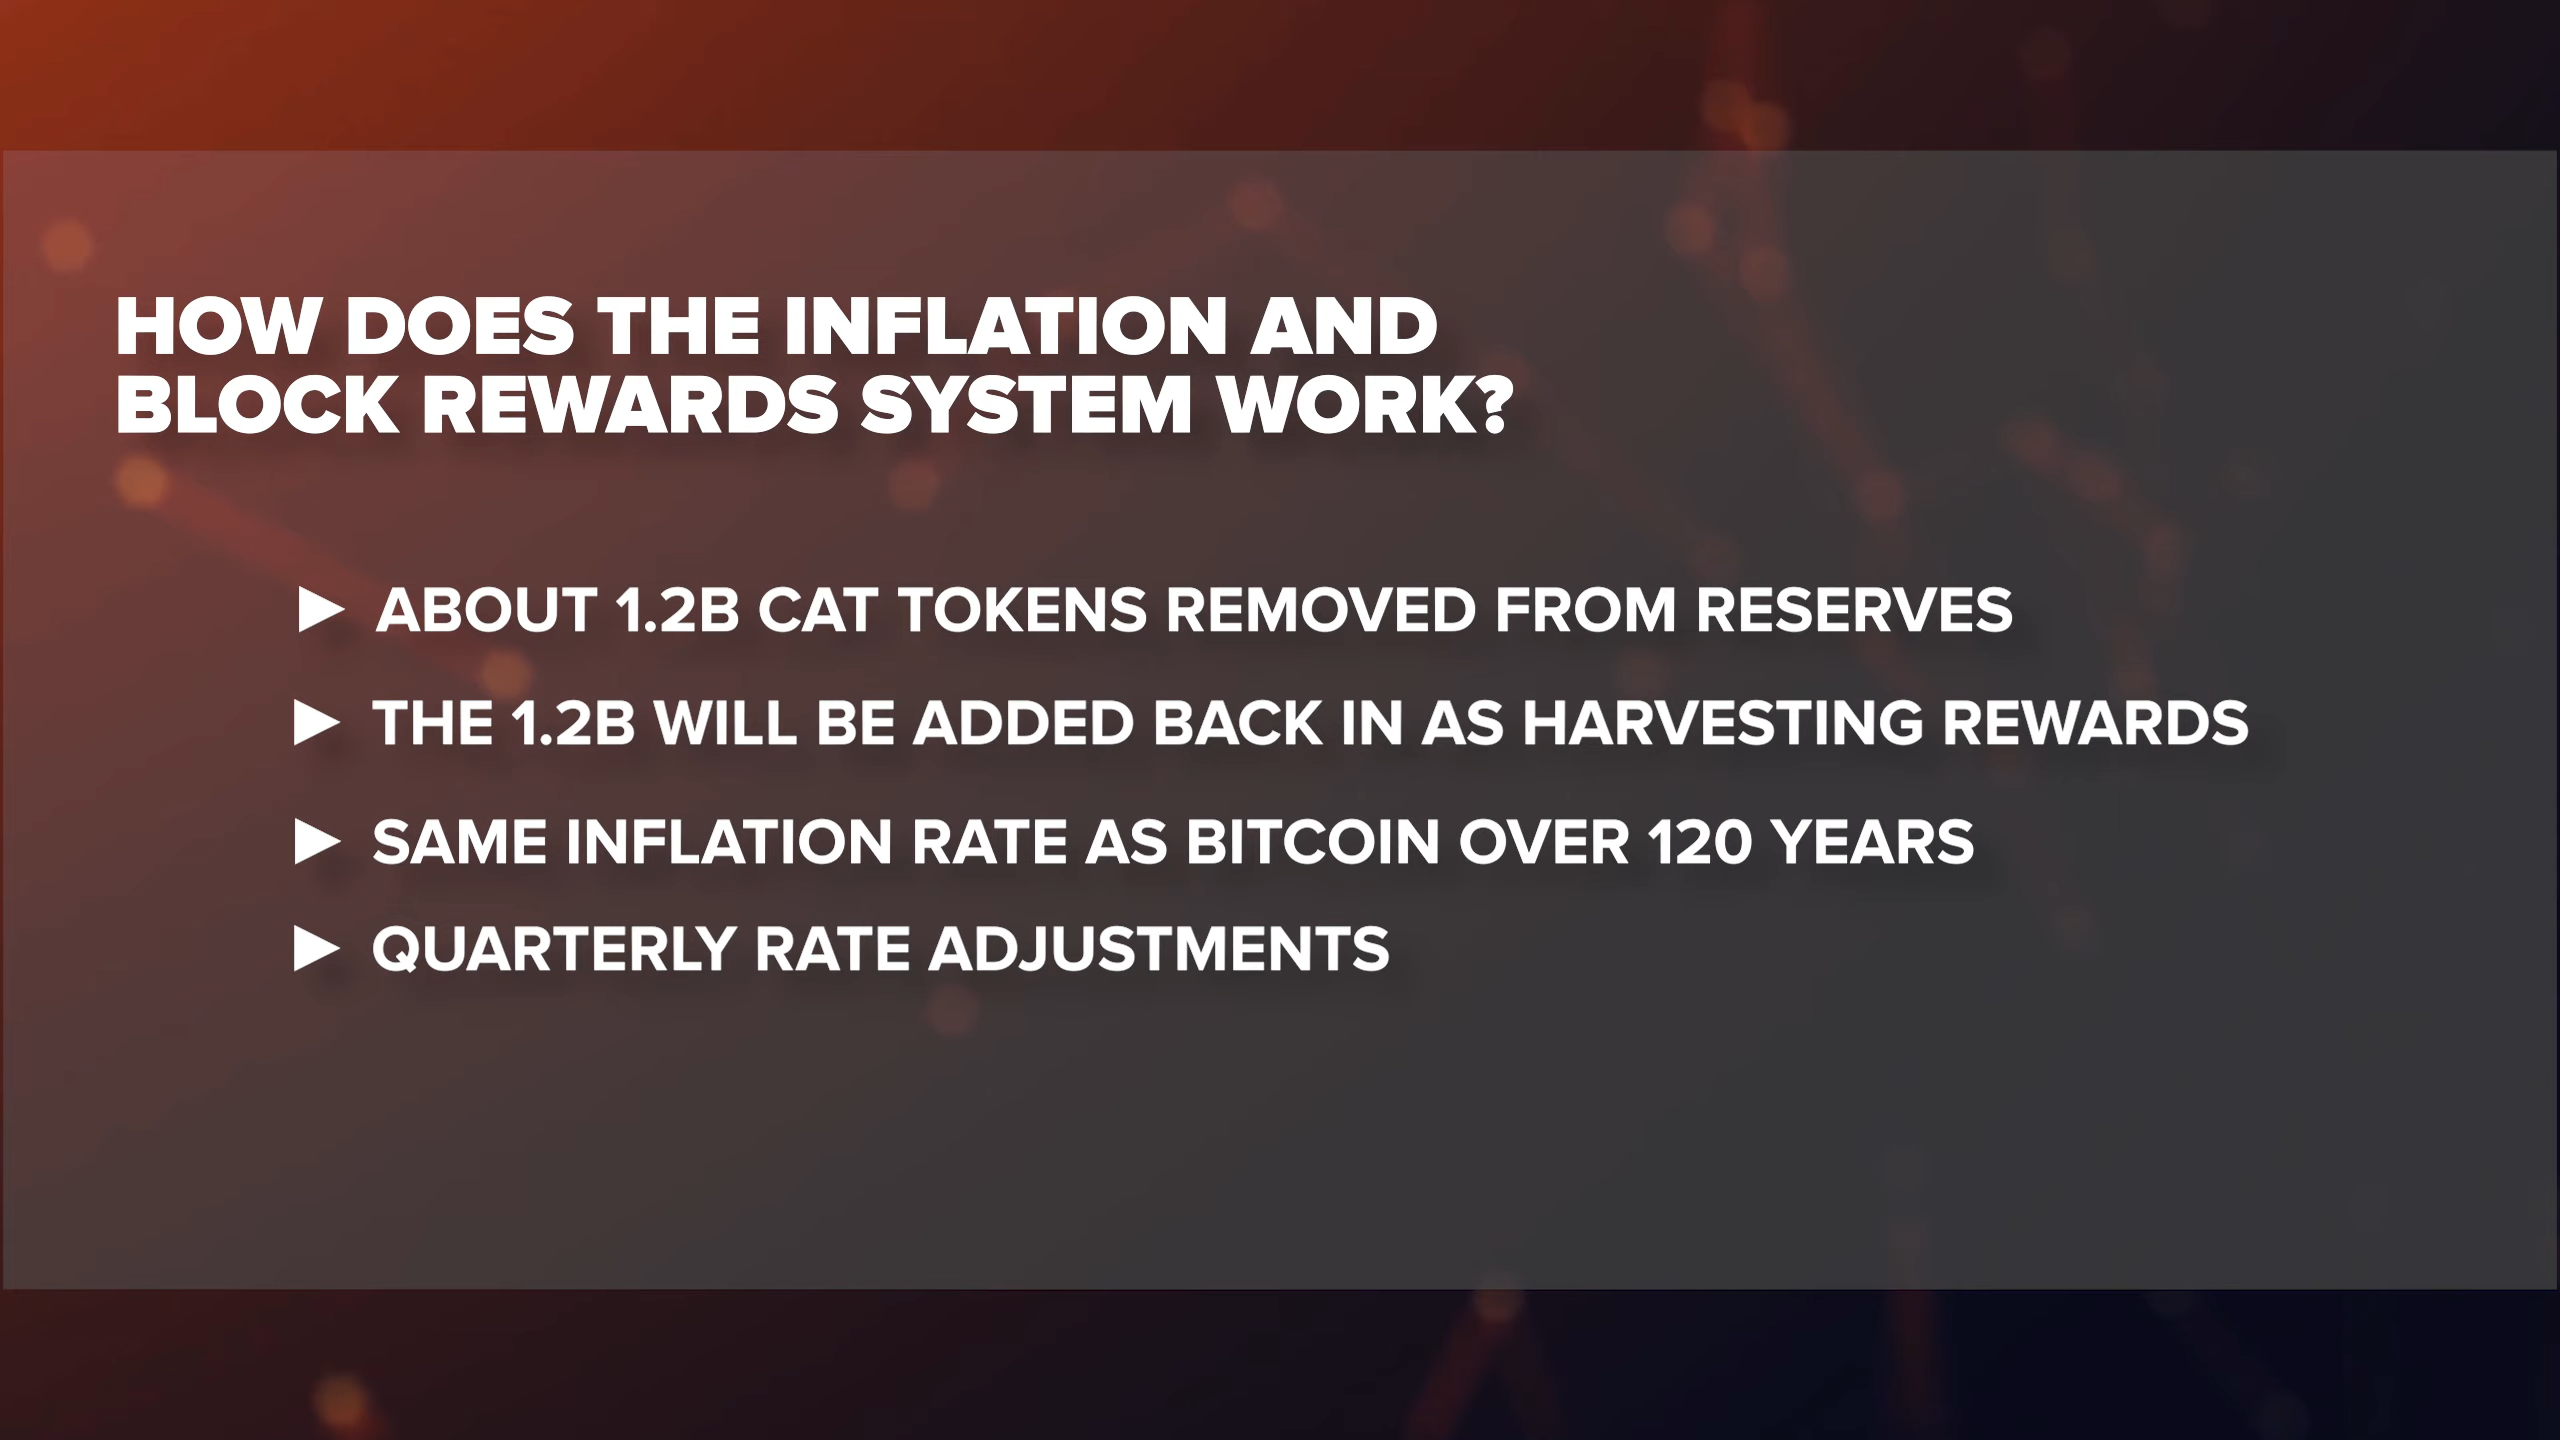 HOW DOES THE INFLATION AND
BLOCK REWARDS SYSTEM WORK?
► ABOUT 1.2B CAT TOKENS REMOVED FROM RESERVES
► THE 1.2B WILL BE ADDED BACK IN AS HARVESTING REWARDS
► SAME INFLATION RATE AS BITCOIN OVER 120 YEARS
► QUARTERLY RATE ADJUSTMENTS